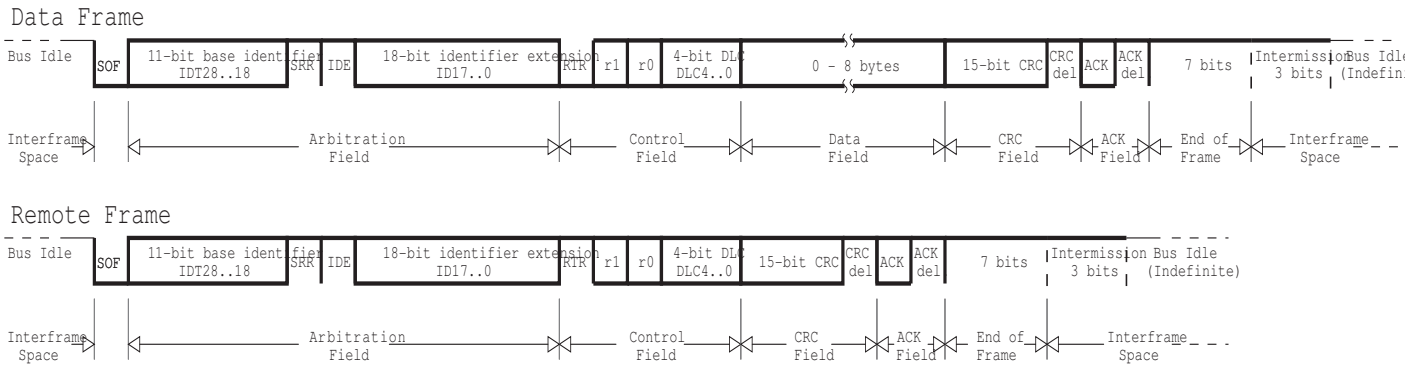 Data Frame
Bus Idle
SOF
11-bit base identifier
IDT28..18
SRR
IDE
18-bit identifier extension
ID17..0
RTR
r1
r0
4-bit DLC
DLC4..0
0 - 8 bytes
15-bit CRC
CRC
del
ACK
ACK
del
7 bits
Intermission
3 bits
Bus Idle
(Indefini
Interframe
Space
Arbitration
Field
Control
Field
Data
Field
CRC
Field
ACK
Field
End of
Frame
Interframe
Space
Remote Frame
Bus Idle
SOF
11-bit base identifier
IDT28..18
SRR
IDE
18-bit identifier extension
ID17..0
RTR
r1
r0
4-bit DLC
DLC4..0
15-bit CRC
CRC
del
ACK
ACK
del
7 bits
Intermission
3 bits
Bus Idle
(Indefinite)
Interframe
Space
Arbitration
Field
Control
Field
CRC
Field
ACK
Field
End of
Frame
Interframe
Space